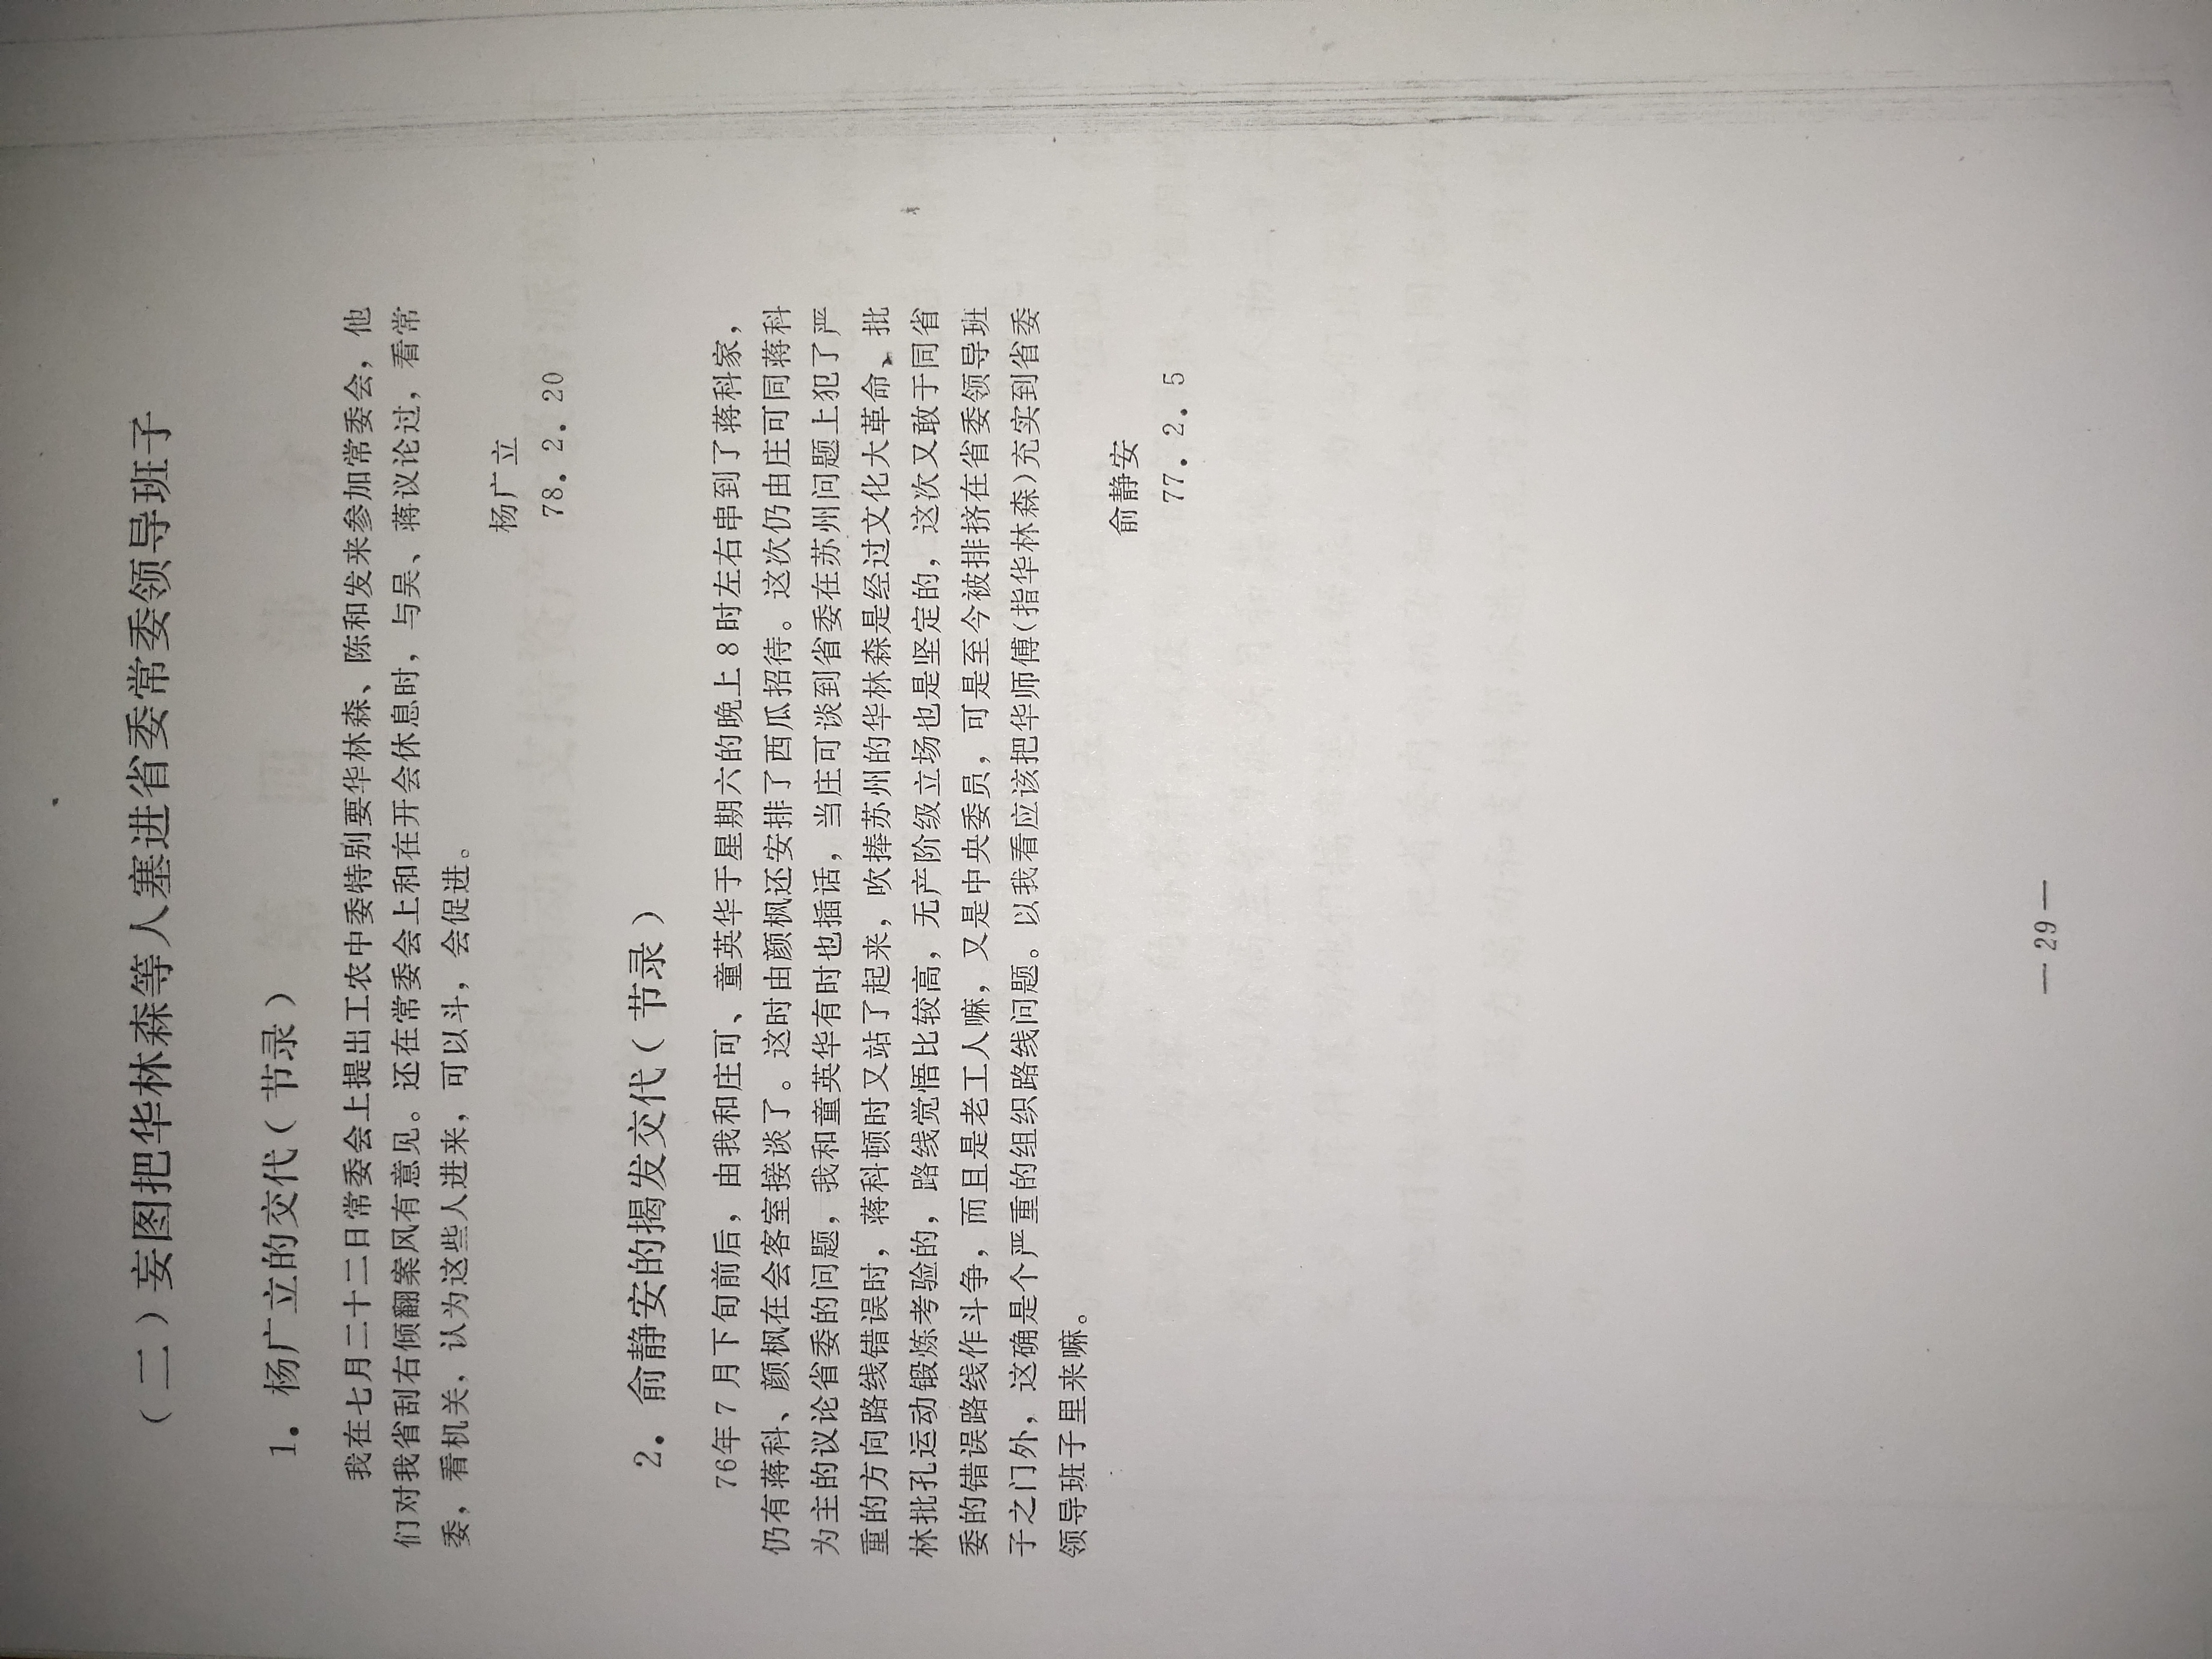 （二）妄图把华林森等人塞进省委常委领导班子
1．杨广立的交代（节录）
我在七月二十二日常委会上提出工农中委特别要华林森、陈和发来参加常委会，他
们对我省刮右倾翻案风有意见。还在常委会上和在开会休息时，与吴、蒋议论过，看常
委，看机关，认为这些人进来，可以斗，会促进。
杨广立
78．2．20
2．俞静安的揭发交代（节录）
76年7月下旬前后，由我和庄可、童英华于星期六的晚上8时左右串到了蒋科家，
仍有蒋科、颜枫在会客室接谈了。这时由颜枫还安排了西瓜招待。这次仍由庄可同蒋科
为主的议论省委的问题，我和童英华有时也插话，当庄可谈到省委在苏州问题上犯了严
重的方向路线错误时，蒋科顿时又站了起来，吹捧苏州的华林森是经过文化大革命、批
林批孔运动锻炼考验的，路线觉悟比较高，无产阶级立场也是坚定的，这次又敢于同省
委的错误路线作斗争，而且是老工人嘛，又是中央委员，可是至今被排挤在省委领导班
子之门外，这确是个严重的组织路线问题。以我看应该把华师傅（指华林森）充实到省委
领导班子里来嘛。
俞静安
77．2．5
— 29 —